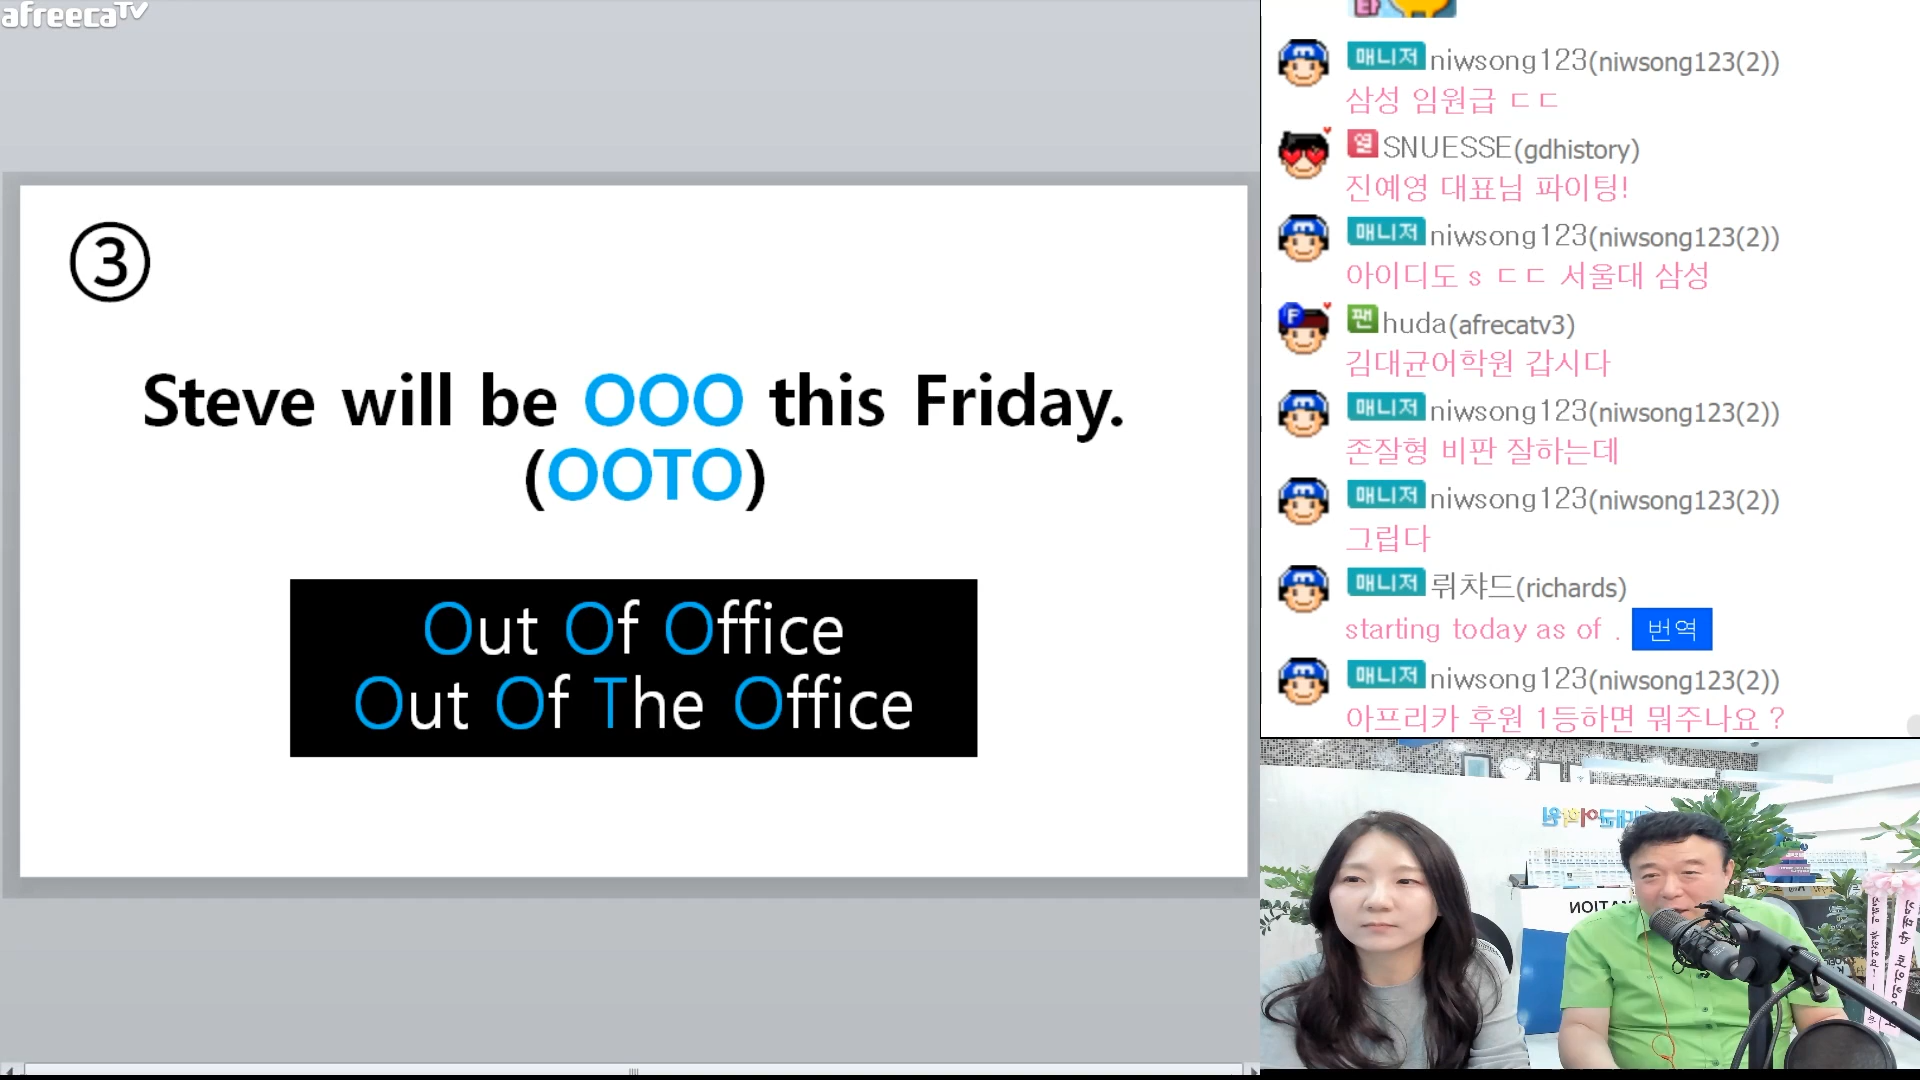 afreecaTV
③
Steve will be OOO this Friday.
(OOTO)
Out Of Office
Out Of The Office
타
매니저 niwsong123(niwsong123(2))
삼성 임원급 ㄷㄷ
열 SNUESSE(gdhistory)
진예영 대표님 파이팅!
매니저 niwsong123(niwsong123(2))
아이디도 s ㄷㄷ 서울대 삼성
팬 huda(afrecatv3)
김대균어학원 갑시다
매니저 niwsong123(niwsong123(2))
존잘형 비판 잘하는데
매니저 niwsong123(niwsong123(2))
그립다
매니저 뤼챠드(richards)
starting today as of . 번역
매니저 niwsong123(niwsong123(2))
아프리카 후원 1등하면 뭐주나요 ?